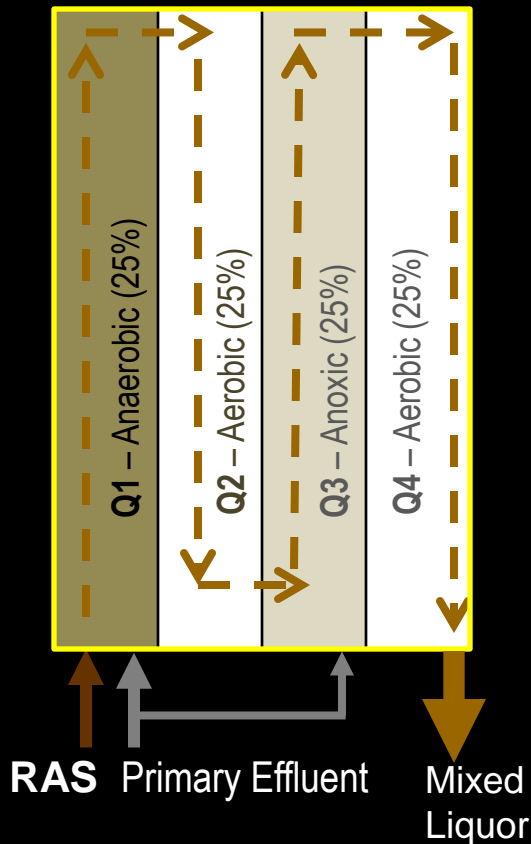 Q1 – Anaerobic (25%)
Q2 – Aerobic (25%)
Q3 – Anoxic (25%)
Q4 – Aerobic (25%)
RAS
Primary Effluent
Mixed
Liquor